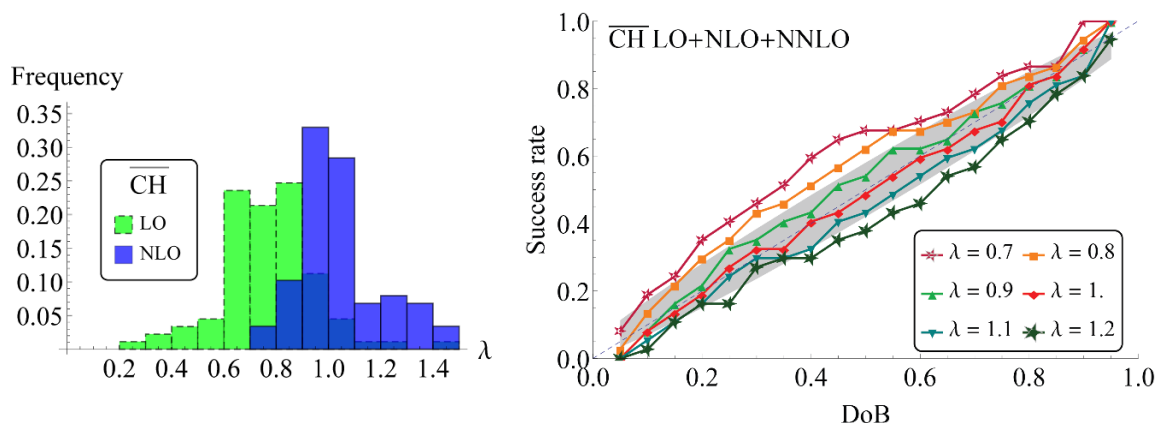 Frequency
0.35
0.30
0.25
0.20
0.15
0.10
0.05
CH
LO
NLO
0.2 0.4 0.6 0.8 1.0 1.2 1.4
λ
CH LO+NLO+NNLO
Success rate
1.0
0.8
0.6
0.4
0.2
0.0
λ = 0.7 λ = 0.8
λ = 0.9 λ = 1.
λ = 1.1 λ = 1.2
0.0 0.2 0.4 0.6 0.8 1.0
DoB